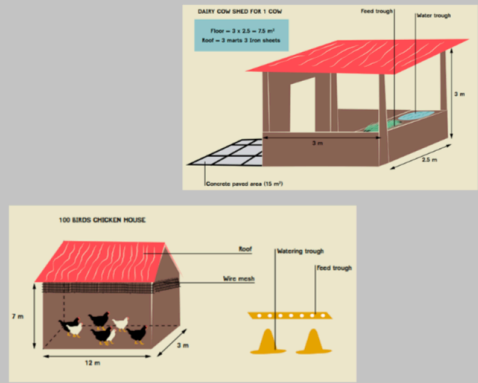 DAIRY COW SHED FOR 1 COW
Feed trough
Water trough
Floor = 3 x 2.5 = 7.5 m²
Roof = 3 marts 3 iron sheets
3 m
3 m
2.5 m
Concrete paved area (15 m²)
100 BIRDS CHICKEN HOUSE
Roof
Watering trough
Feed trough
Wire mesh
7 m
3 m
12 m